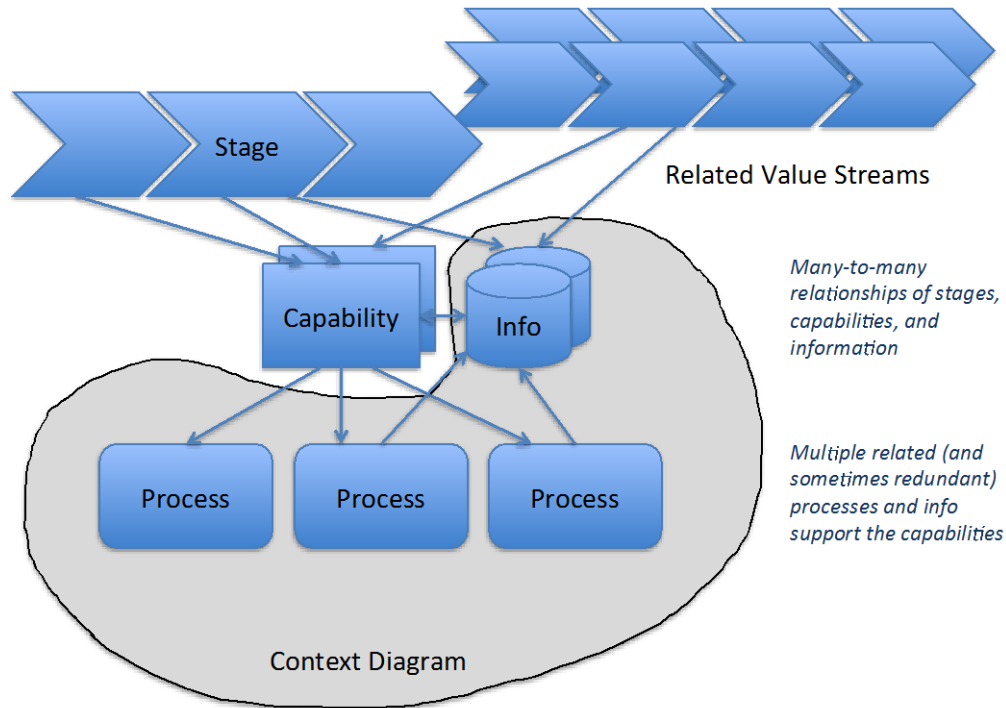 Stage
Related Value Streams
Many-to-many
relationships of stages,
capabilities, and
information
Capability
Info
Multiple related (and
sometimes redundant)
processes and info
support the capabilities
Process
Process
Process
Context Diagram